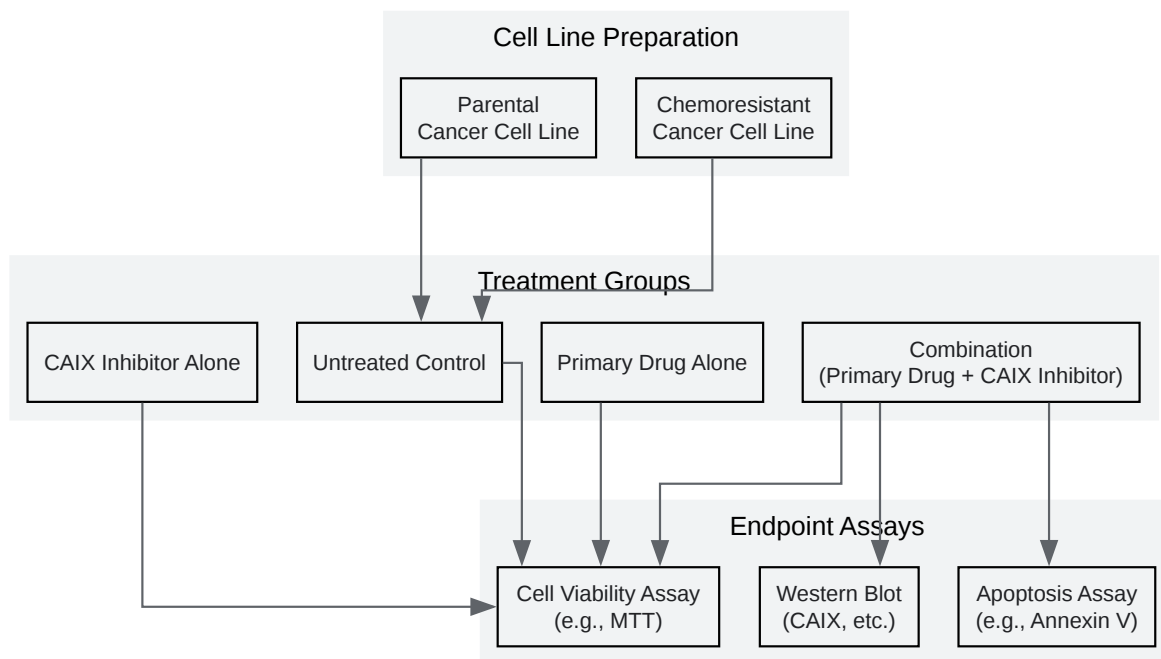 Cell Line Preparation
Parental
Cancer Cell Line
Chemoresistant
Cancer Cell Line
Treatment Groups
CAIX Inhibitor Alone
Untreated Control
Primary Drug Alone
Combination
(Primary Drug + CAIX Inhibitor)
Endpoint Assays
Cell Viability Assay
(e.g., MTT)
Western Blot
(CAIX, etc.)
Apoptosis Assay
(e.g., Annexin V)